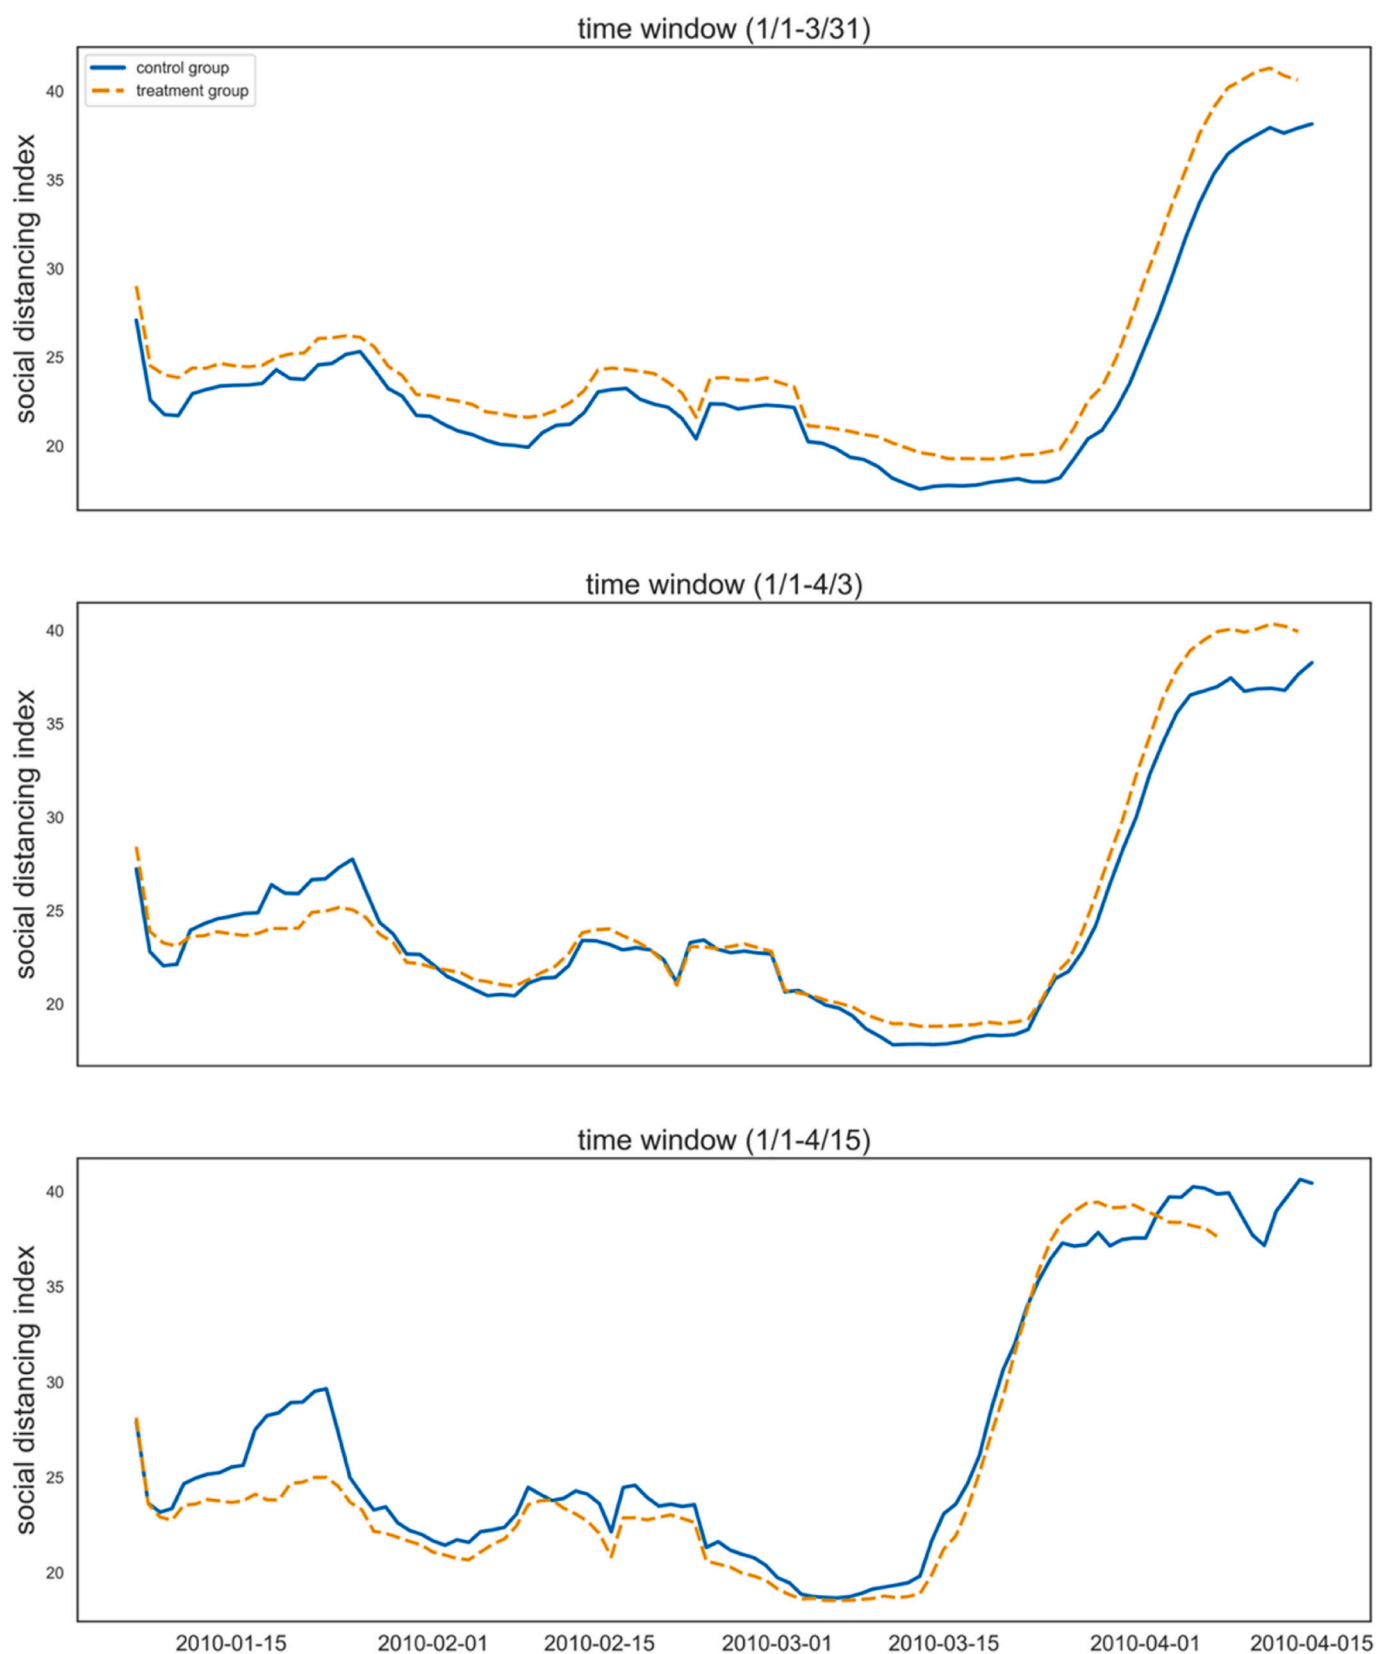 time window (1/1-3/31)
control group
treatment group
social distancing index
40
35
30
25
20
time window (1/1-4/3)
social distancing index
40
35
30
25
20
time window (1/1-4/15)
social distancing index
40
35
30
25
20
2010-01-15 2010-02-01 2010-02-15 2010-03-01 2010-03-15 2010-04-01 2010-04-015